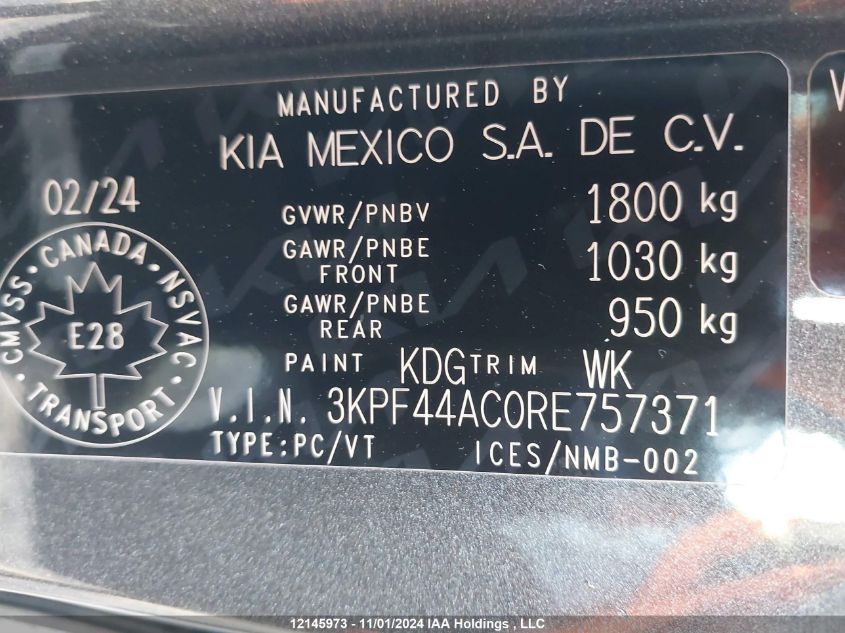 MANUFACTURED BY
KIA MEXICO S.A. DE C.V.
02/24
GVWR/PNBV 1800 kg
GAWR/PNBE FRONT 1030 kg
GAWR/PNBE REAR 950 kg
CMVSS · CANADA · NSVAC
E28
TRANSPORT
PAINT KDG TRIM WK
V.I.N. 3KPF44AC0RE757371
TYPE:PC/VT ICES/NMB-002
V
12145973 - 11/01/2024 IAA Holdings , LLC